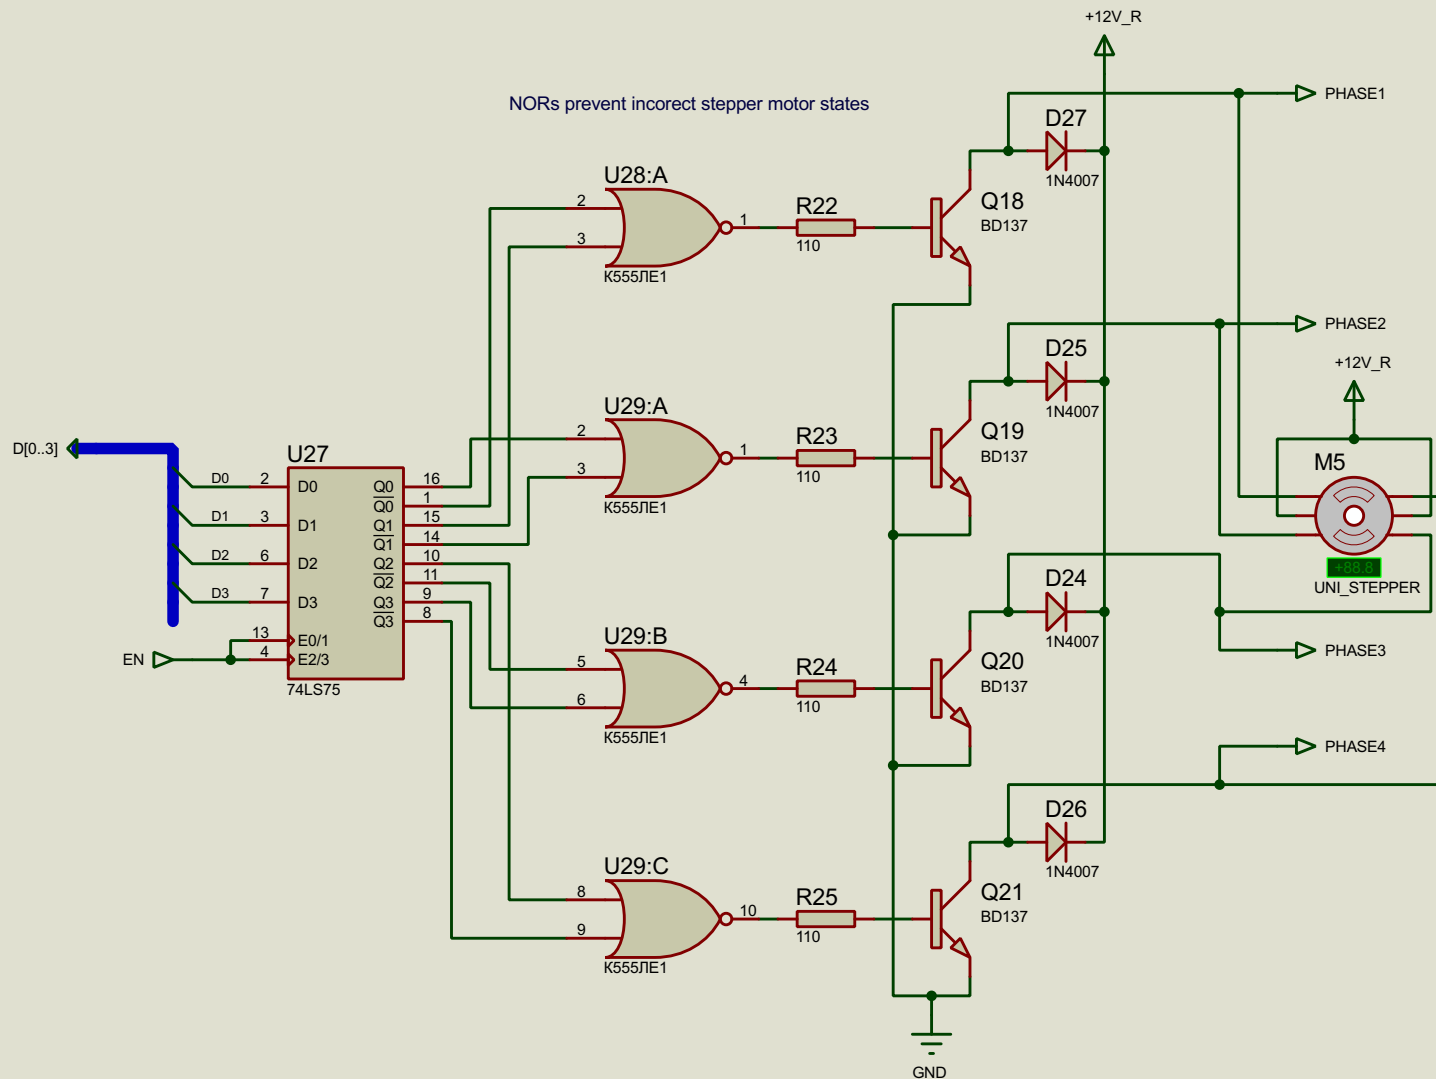 +12V_R
PHASE1
NORs prevent incorect stepper motor states
D27
1N4007
U28:A
2
3
1
К555ЛЕ1
R22
110
Q18
BD137
PHASE2
D25
1N4007
+12V_R
U29:A
2
3
1
К555ЛЕ1
R23
110
Q19
BD137
D[0..3]
U27
D0 2 D0 Q0 16
Q0 1
D1 3 D1 Q1 15
Q1 14
D2 6 D2 Q2 10
Q2 11
D3 7 D3 Q3 9
Q3 8
13 E0/1
EN 4 E2/3
74LS75
M5
+88.8
UNI_STEPPER
D24
1N4007
U29:B
5
6
4
К555ЛЕ1
R24
110
Q20
BD137
PHASE3
PHASE4
D26
1N4007
U29:C
8
9
10
К555ЛЕ1
R25
110
Q21
BD137
GND